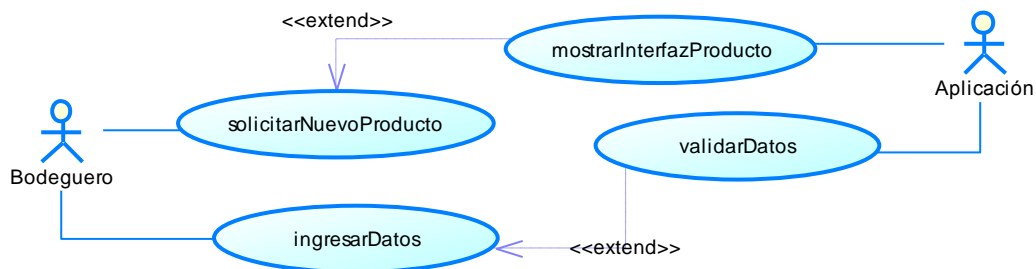 <<extend>>
mostrarInterfazProducto
Aplicación
solicitarNuevoProducto
validarDatos
Bodeguero
ingresarDatos
<<extend>>